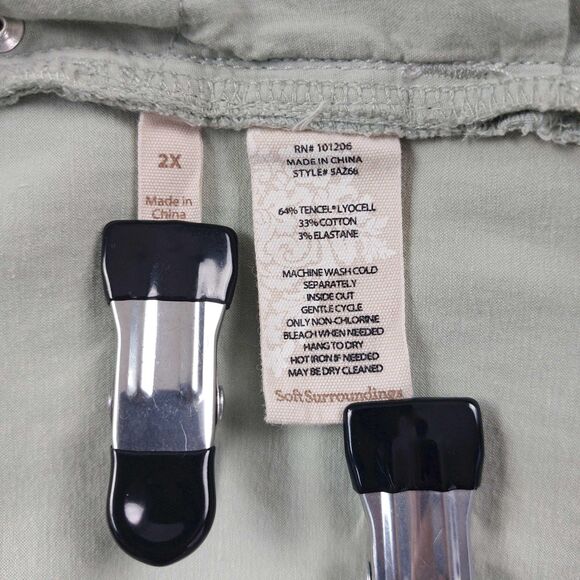 2X
Made in
China
RN# 101206
MADE IN CHINA
STYLE# 5AZ66
64% TENCEL® LYOCELL
33% COTTON
3% ELASTANE
MACHINE WASH COLD
SEPARATELY
INSIDE OUT
GENTLE CYCLE
ONLY NON-CHLORINE
BLEACH WHEN NEEDED
HANG TO DRY
HOT IRON IF NEEDED
MAY BE DRY CLEANED
Soft Surroundings